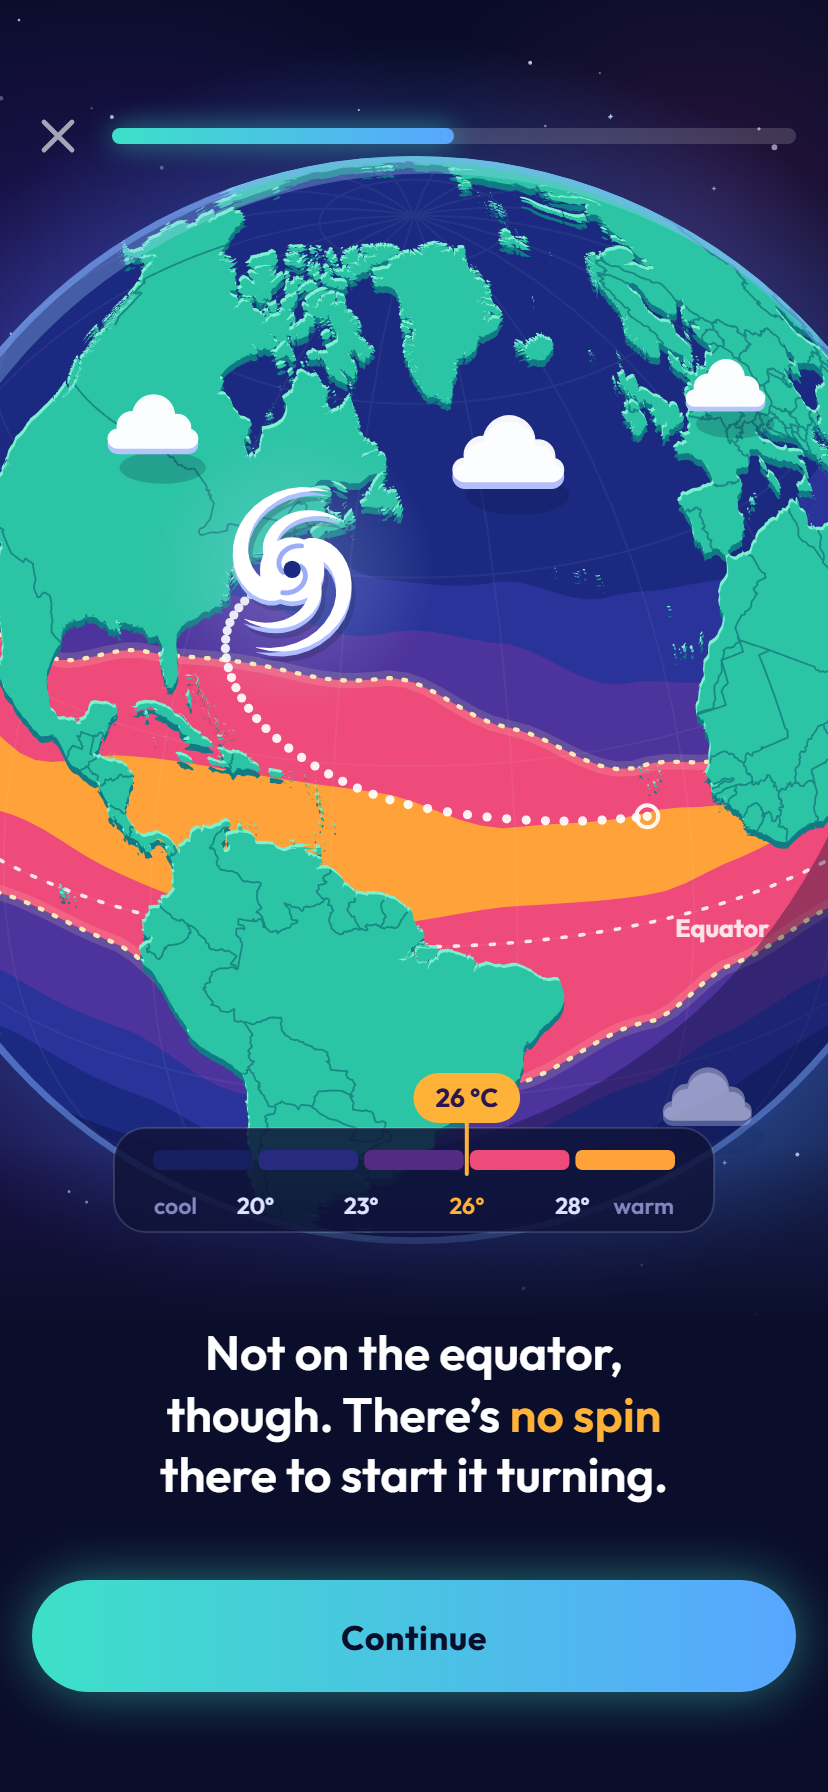 Equator
26 °C
cool 20° 23° 26° 28° warm
Not on the equator,
though. There’s no spin
there to start it turning.
Continue